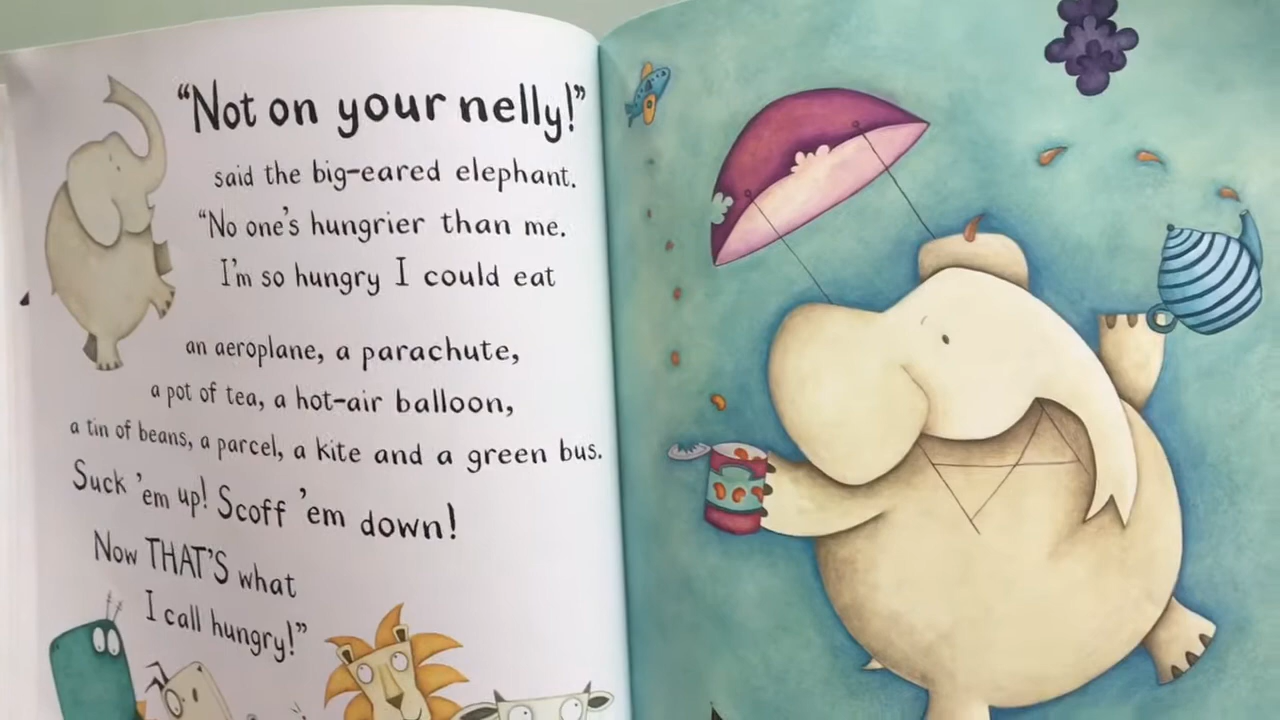 “Not on your nelly!”
said the big-eared elephant.
“No one’s hungrier than me.
I’m so hungry I could eat
an aeroplane, a parachute,
a pot of tea, a hot-air balloon,
a tin of beans, a parcel, a kite and a green bus.
Suck ’em up! Scoff ’em down!
Now THAT’S what
I call hungry!”